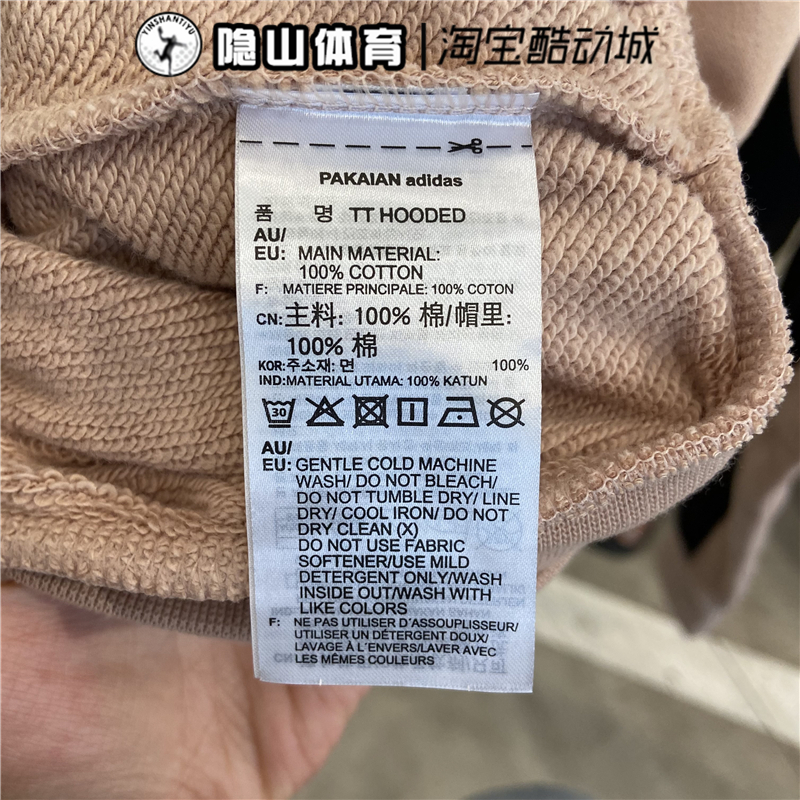 YINSHANTIYU
隐山体育|淘宝酷动城
PAKAIAN adidas
품 명 TT HOODED
AU/
EU: MAIN MATERIAL:
100% COTTON
F: MATIERE PRINCIPALE: 100% COTON
CN:主料: 100% 棉/帽里:
100% 棉
KOR:주소재: 면 100%
IND:MATERIAL UTAMA: 100% KATUN
30
AU/
EU: GENTLE COLD MACHINE
WASH/ DO NOT BLEACH/
DO NOT TUMBLE DRY/ LINE
DRY/ COOL IRON/ DO NOT
DRY CLEAN (X)
DO NOT USE FABRIC
SOFTENER/USE MILD
DETERGENT ONLY/WASH
INSIDE OUT/WASH WITH
LIKE COLORS
F: NE PAS UTILISER D'ASSOUPLISSEUR/
UTILISER UN DÉTERGENT DOUX/
LAVAGE À L'ENVERS/LAVER AVEC
LES MÊMES COULEURS